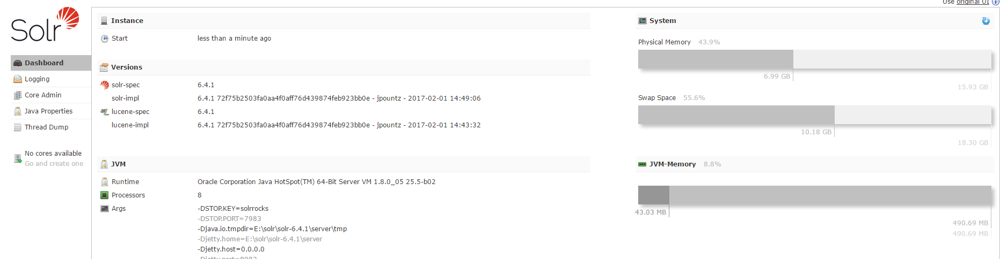 Use original UI
Solr
Dashboard
Logging
Core Admin
Java Properties
Thread Dump
No cores available
Go and create one
Instance
Start less than a minute ago
Versions
solr-spec 6.4.1
solr-impl 6.4.1 72f75b2503fa0aa4f0aff76d439874feb923bb0e - jpountz - 2017-02-01 14:49:06
lucene-spec 6.4.1
lucene-impl 6.4.1 72f75b2503fa0aa4f0aff76d439874feb923bb0e - jpountz - 2017-02-01 14:43:32
JVM
Runtime Oracle Corporation Java HotSpot(TM) 64-Bit Server VM 1.8.0_05 25.5-b02
Processors 8
Args -DSTOP.KEY=solrrocks
-DSTOP.PORT=7983
-Djava.io.tmpdir=E:\solr\solr-6.4.1\server\tmp
-Djetty.home=E:\solr\solr-6.4.1\server
-Djetty.host=0.0.0.0
-Djetty.port=8983
System
Physical Memory 43.9%
6.99 GB
15.93 GB
Swap Space 55.6%
10.18 GB
18.30 GB
JVM-Memory 8.8%
43.03 MB
490.69 MB
490.69 MB